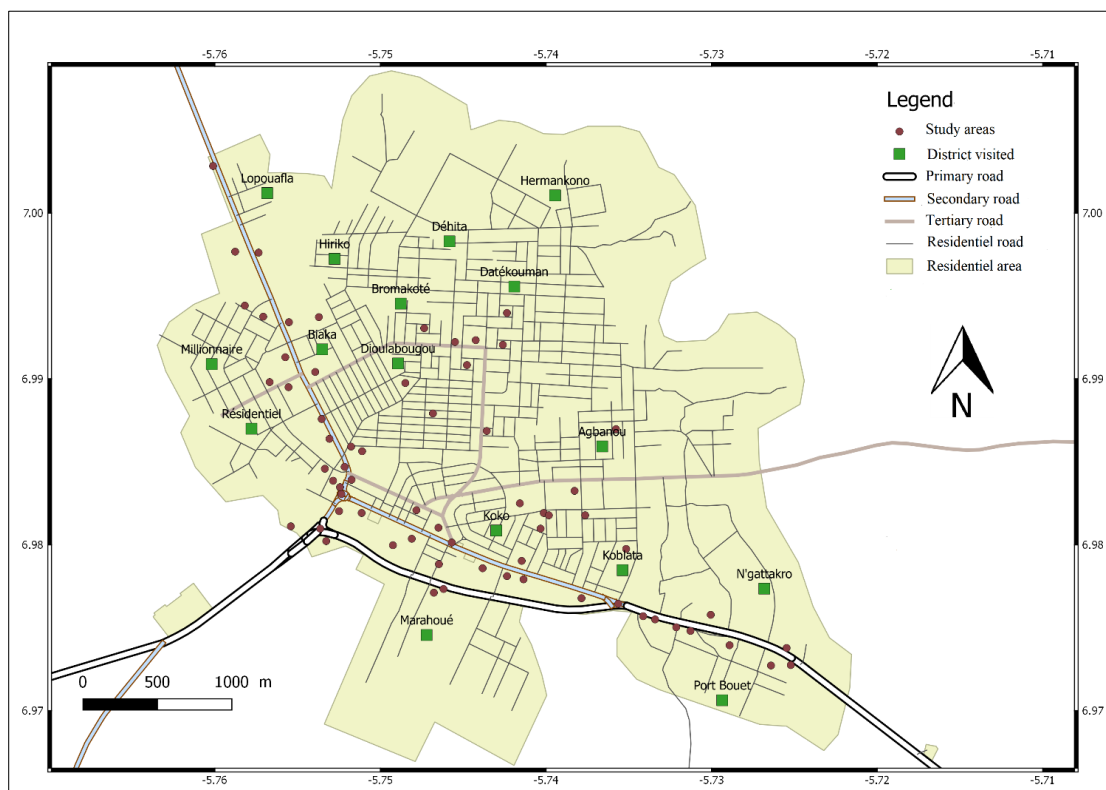 -5.76 -5.75 -5.74 -5.73 -5.72 -5.71
Legend
Study areas
District visited
Primary road
Secondary road
Tertiary road
Residentiel road
Residentiel area
7.00 7.00
Lopouafla
Hermankono
Déhita
Hiriko
Datékouman
Bromakoté
Biaka
Dioulabougou
Millionnaire
6.99 6.99
N
Résidentiel
Agbanou
Koko
6.98 6.98
Koblata
N'gattakro
Marahoué
0 500 1000 m
Port Bouet
6.97 6.97
-5.76 -5.75 -5.74 -5.73 -5.72 -5.71